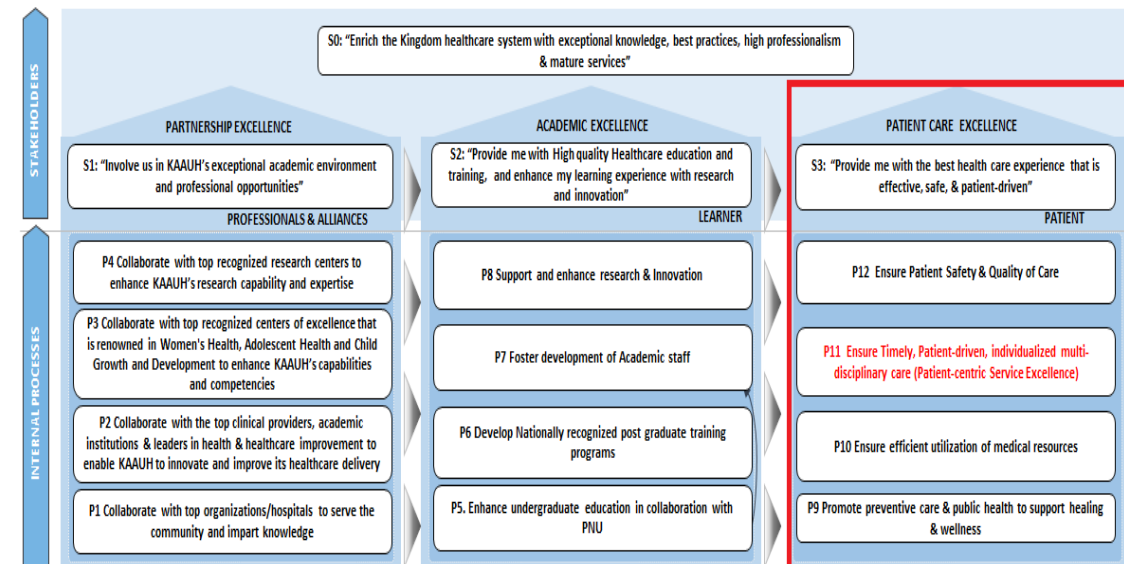 STAKEHOLDERS
S0: “Enrich the Kingdom healthcare system with exceptional knowledge, best practices, high professionalism
& mature services”
PARTNERSHIP EXCELLENCE
S1: “Involve us in KAAUH’s exceptional academic environment
and professional opportunities”
PROFESSIONALS & ALLIANCES
ACADEMIC EXCELLENCE
S2: “Provide me with High quality Healthcare education and
training, and enhance my learning experience with research
and innovation”
LEARNER
PATIENT CARE EXCELLENCE
S3: “Provide me with the best health care experience that is
effective, safe, & patient-driven”
PATIENT
INTERNAL PROCESSES
P4 Collaborate with top recognized research centers to
enhance KAAUH’s research capability and expertise
P3 Collaborate with top recognized centers of excellence that
is renowned in Women's Health, Adolescent Health and Child
Growth and Development to enhance KAAUH’s capabilities
and competencies
P2 Collaborate with the top clinical providers, academic
institutions & leaders in health & healthcare improvement to
enable KAAUH to innovate and improve its healthcare delivery
P1 Collaborate with top organizations/hospitals to serve the
community and impart knowledge
P8 Support and enhance research & Innovation
P7 Foster development of Academic staff
P6 Develop Nationally recognized post graduate training
programs
P5. Enhance undergraduate education in collaboration with
PNU
P12 Ensure Patient Safety & Quality of Care
P11 Ensure Timely, Patient-driven, individualized multi-
disciplinary care (Patient-centric Service Excellence)
P10 Ensure efficient utilization of medical resources
P9 Promote preventive care & public health to support healing
& wellness